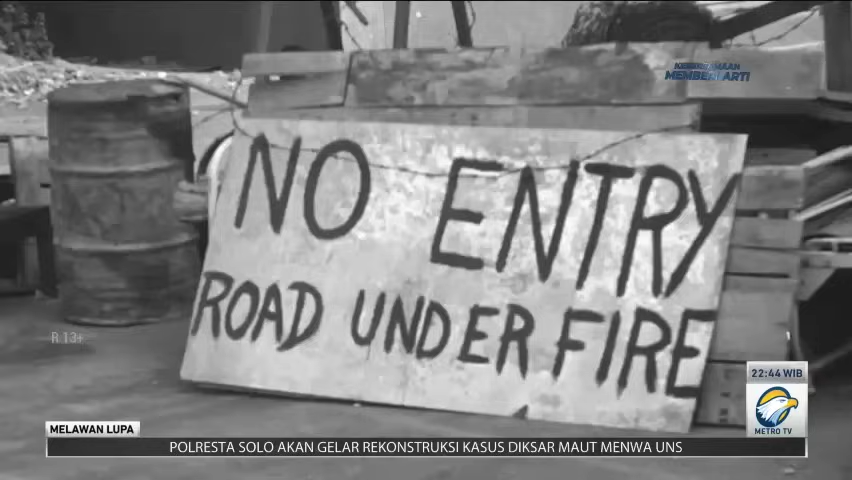 KEBERSAMAAN
MEMBERI ARTI
NO ENTRY
ROAD UNDER FIRE
R 13+
22:44 WIB
METRO TV
MELAWAN LUPA
POLRESTA SOLO AKAN GELAR REKONSTRUKSI KASUS DIKSAR MAUT MENWA UNS